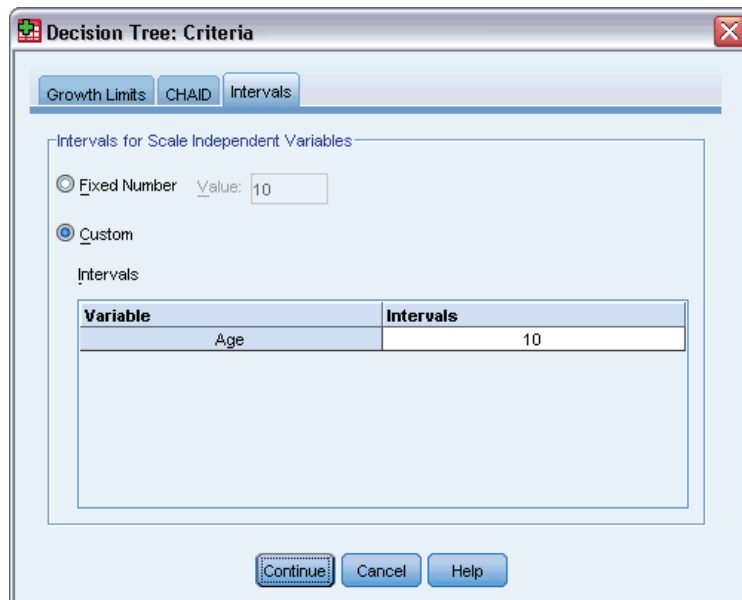 Decision Tree: Criteria
Growth Limits CHAID Intervals
Intervals for Scale Independent Variables
Fixed Number Value: 10
Custom
Intervals
Variable Intervals
Age 10
Continue Cancel Help